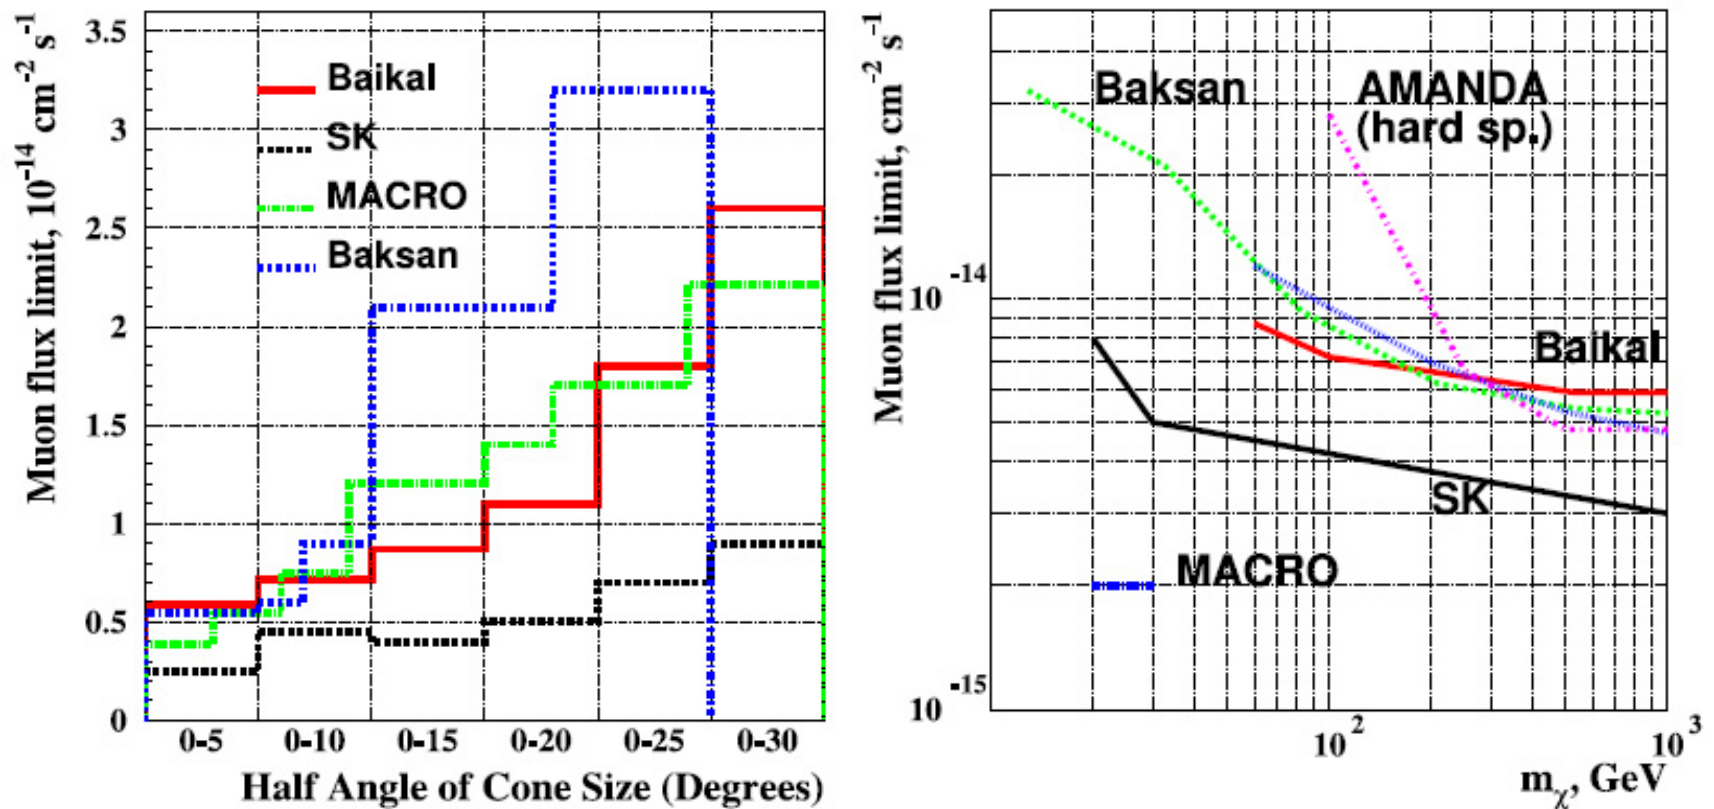 Muon flux limit, 10⁻¹⁴ cm⁻² s⁻¹
3.5
3
2.5
2
1.5
1
0.5
0
Baikal
SK
MACRO
Baksan
0-5 0-10 0-15 0-20 0-25 0-30
Half Angle of Cone Size (Degrees)
Muon flux limit, cm⁻² s⁻¹
10⁻¹⁴
10⁻¹⁵
Baksan
AMANDA
(hard sp.)
Baikal
SK
MACRO
10² 10³
mχ, GeV